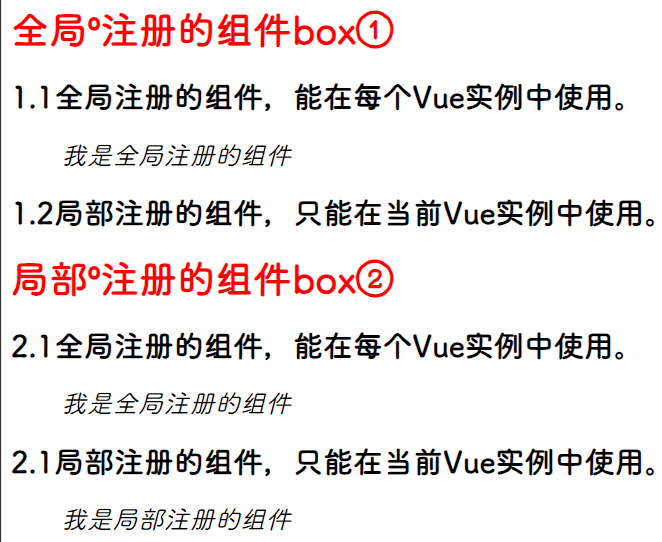 全局º注册的组件box①
1.1全局注册的组件，能在每个Vue实例中使用。
我是全局注册的组件
1.2局部注册的组件，只能在当前Vue实例中使用。
局部º注册的组件box②
2.1全局注册的组件，能在每个Vue实例中使用。
我是全局注册的组件
2.1局部注册的组件，只能在当前Vue实例中使用。
我是局部注册的组件